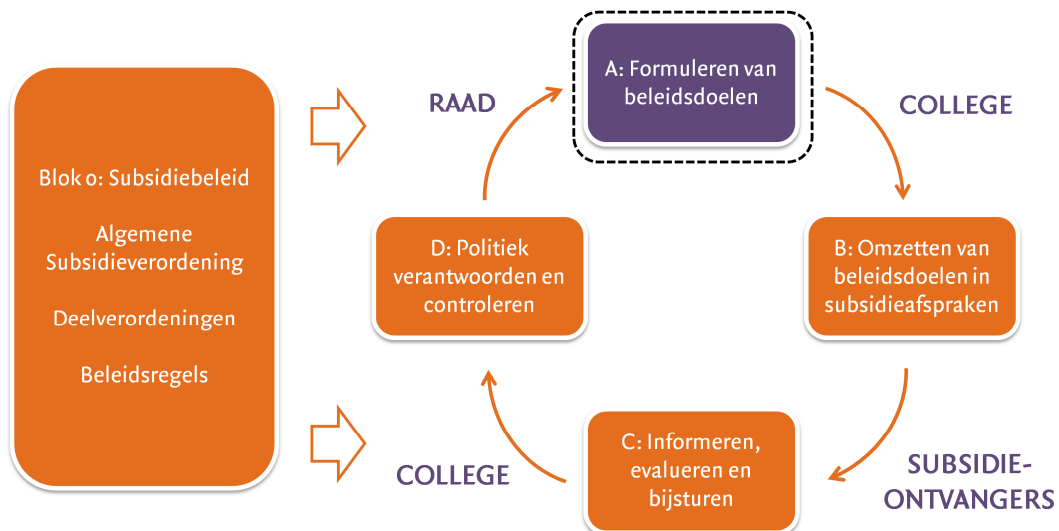 Blok 0: Subsidiebeleid
Algemene
Subsidieverordening
Deelverordeningen
Beleidsregels
RAAD
A: Formuleren van
beleidsdoelen
COLLEGE
D: Politiek
verantwoorden en
controleren
B: Omzetten van
beleidsdoelen in
subsidieafspraken
COLLEGE
C: Informeren,
evalueren en
bijsturen
SUBSIDIE-
ONTVANGERS